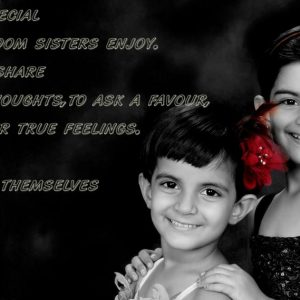 ECIAL
DOM SISTERS ENJOY.
SHARE
HOUGHTS, TO ASK A FAVOUR,
R TRUE FEELINGS.
THEMSELVES